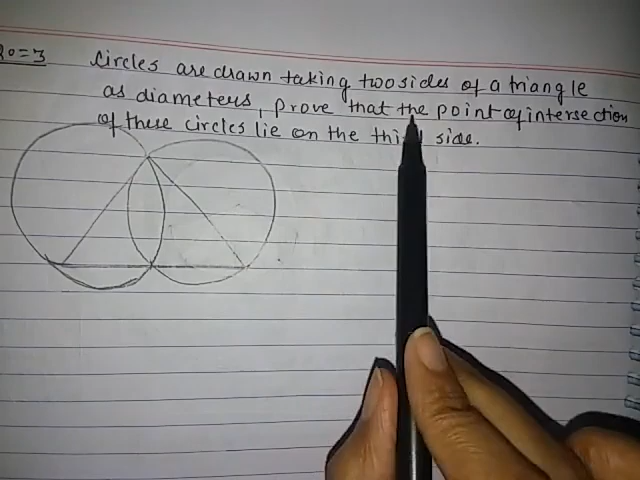 Circles are drawn taking two sides of a triangle
as diameters, prove that the point of intersection
of these circles lie on the third side.